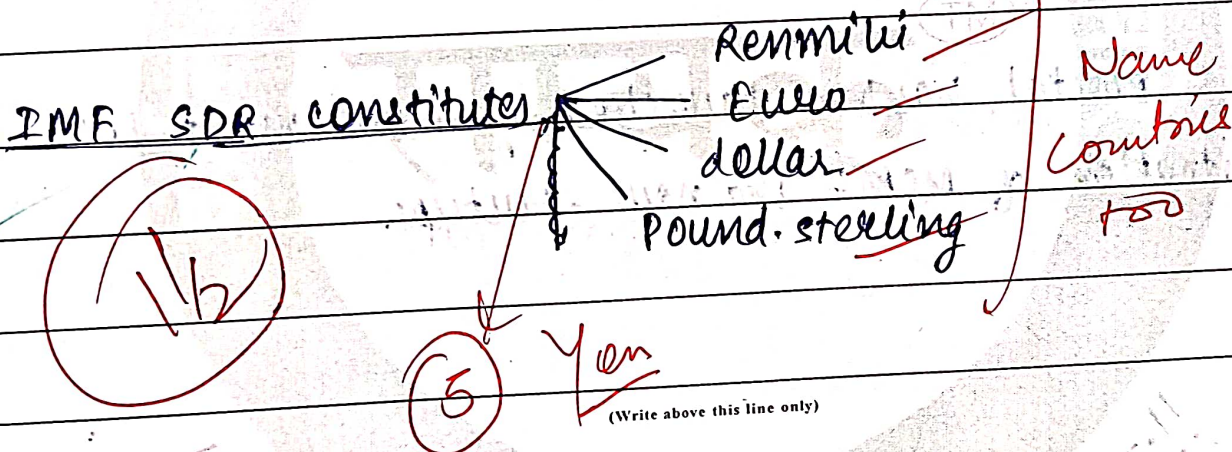 Renmibi
Euro
IMF SDR constitutes
dollar
Pound. sterling
Name
Countries
too
1 1/2
5 Yen
(Write above this line only)